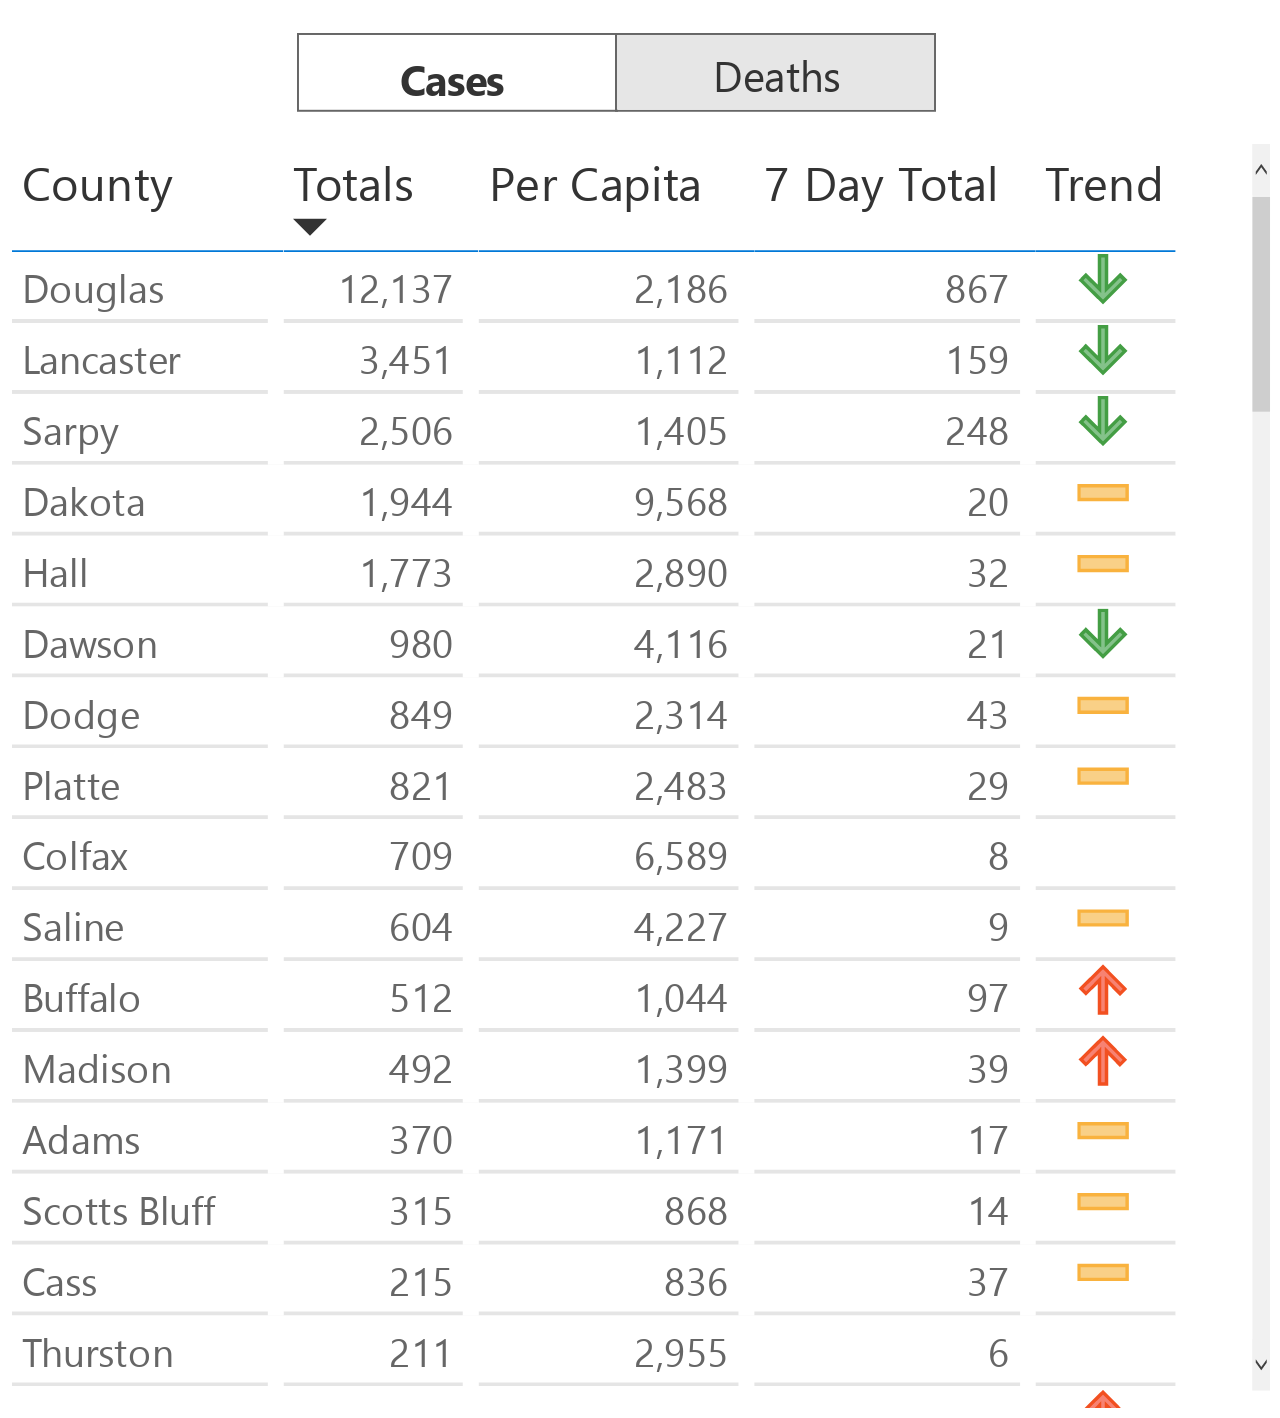 Cases Deaths
County Totals Per Capita 7 Day Total Trend
Douglas 12,137 2,186 867
Lancaster 3,451 1,112 159
Sarpy 2,506 1,405 248
Dakota 1,944 9,568 20
Hall 1,773 2,890 32
Dawson 980 4,116 21
Dodge 849 2,314 43
Platte 821 2,483 29
Colfax 709 6,589 8
Saline 604 4,227 9
Buffalo 512 1,044 97
Madison 492 1,399 39
Adams 370 1,171 17
Scotts Bluff 315 868 14
Cass 215 836 37
Thurston 211 2,955 6